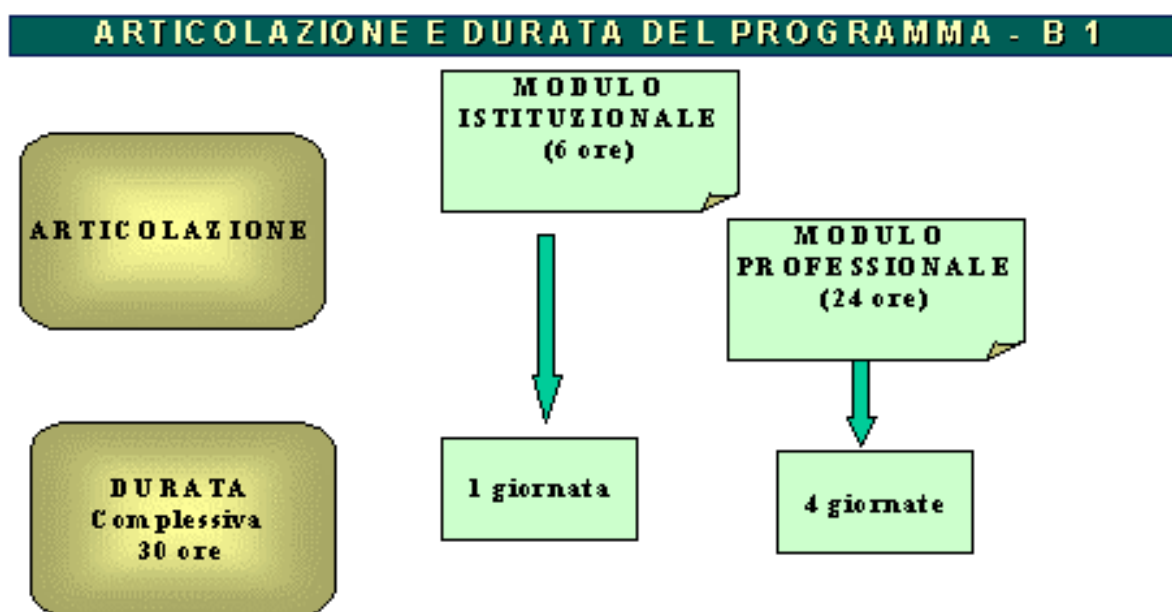 ARTICOLAZIONE E DURATA DEL PROGRAMMA - B 1
MODULO
ISTITUZIONALE
(6 ore)
ARTICOLAZIONE
MODULO
PROFESSIONALE
(24 ore)
DURATA
Complessiva
30 ore
1 giornata
4 giornate